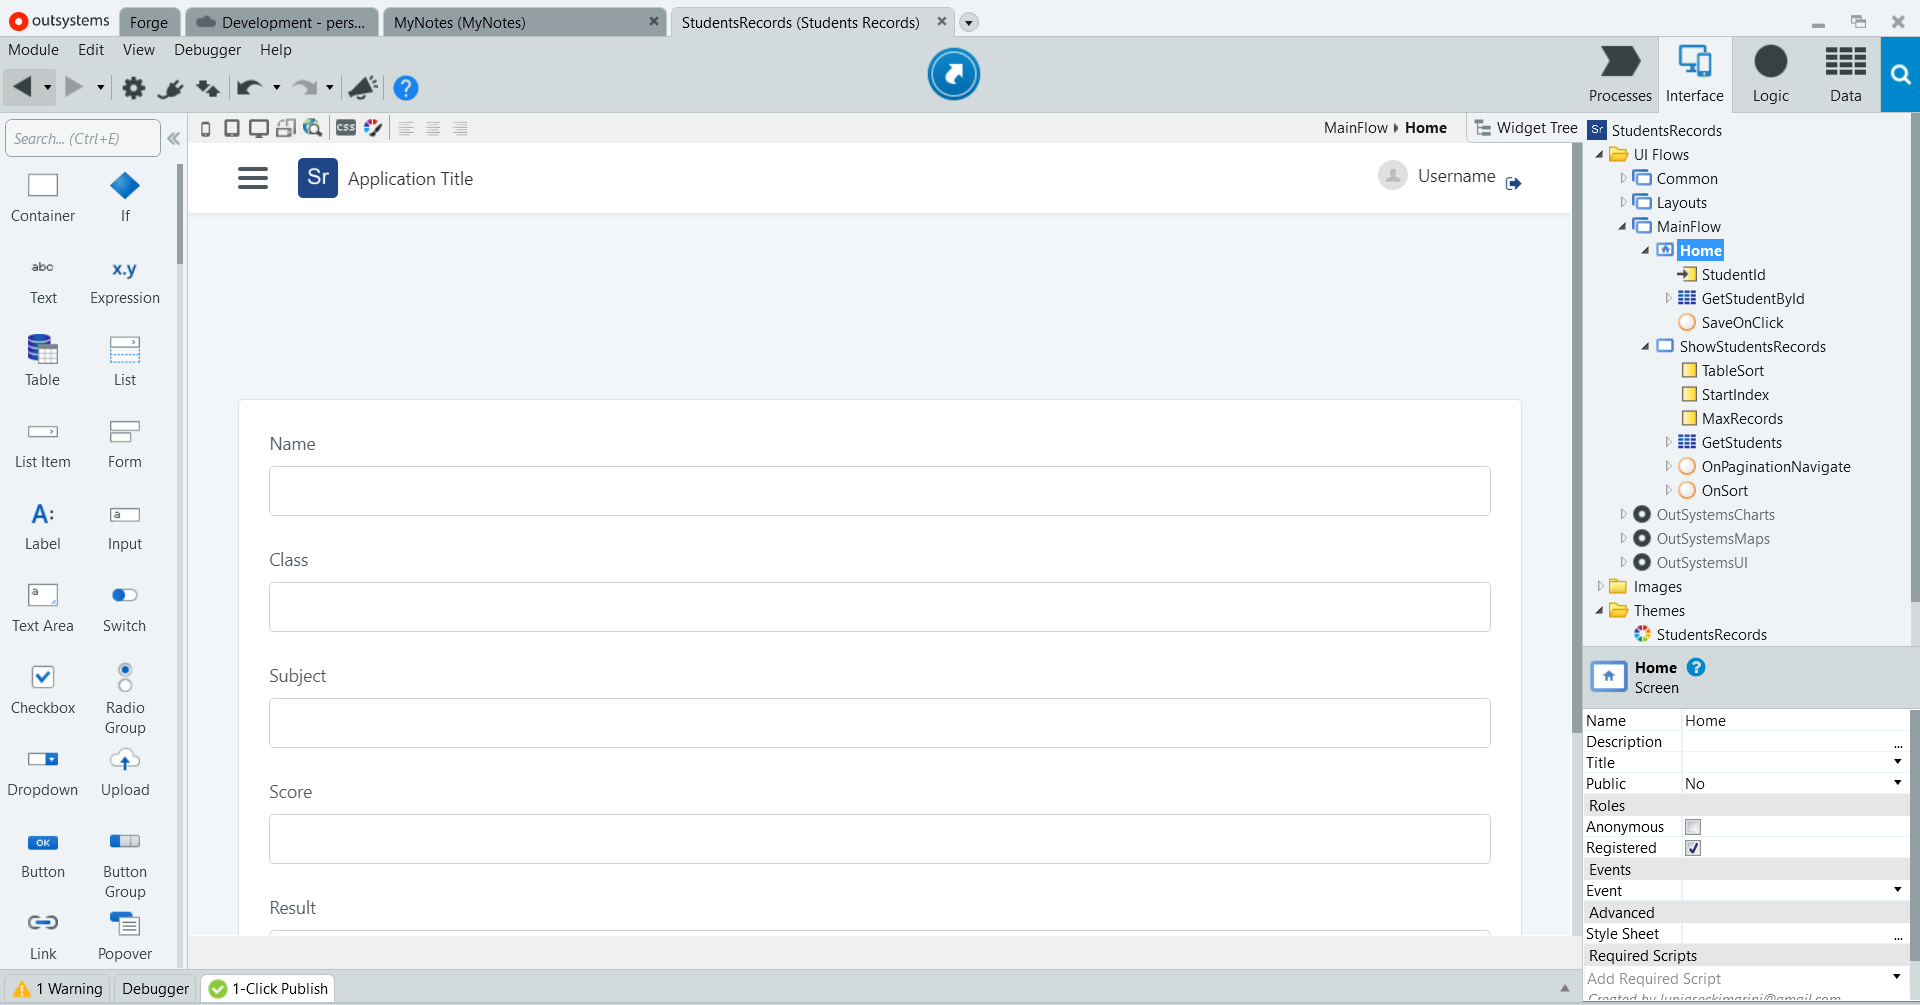 outsystems
Forge
Development - pers...
MyNotes (MyNotes)
StudentsRecords (Students Records)
Module Edit View Debugger Help
Processes
Interface
Logic
Data
Search... (Ctrl+E)
CSS
MainFlow Home
Widget Tree
Container
If
abc
Text
x.y
Expression
Table
List
List Item
Form
A:
Label
a
Input
a
Text Area
Switch
Checkbox
Radio
Group
Dropdown
Upload
OK
Button
Button
Group
Link
Popover
Sr Application Title
Username
Name
Class
Subject
Score
Result
Sr StudentsRecords
UI Flows
Common
Layouts
MainFlow
Home
StudentId
GetStudentById
SaveOnClick
ShowStudentsRecords
TableSort
StartIndex
MaxRecords
GetStudents
OnPaginationNavigate
OnSort
OutSystemsCharts
OutSystemsMaps
OutSystemsUI
Images
Themes
StudentsRecords
Home ?
Screen
Name Home
Description ...
Title
Public No
Roles
Anonymous
Registered
Events
Event
Advanced
Style Sheet ...
Required Scripts
Add Required Script
1 Warning
Debugger
1-Click Publish